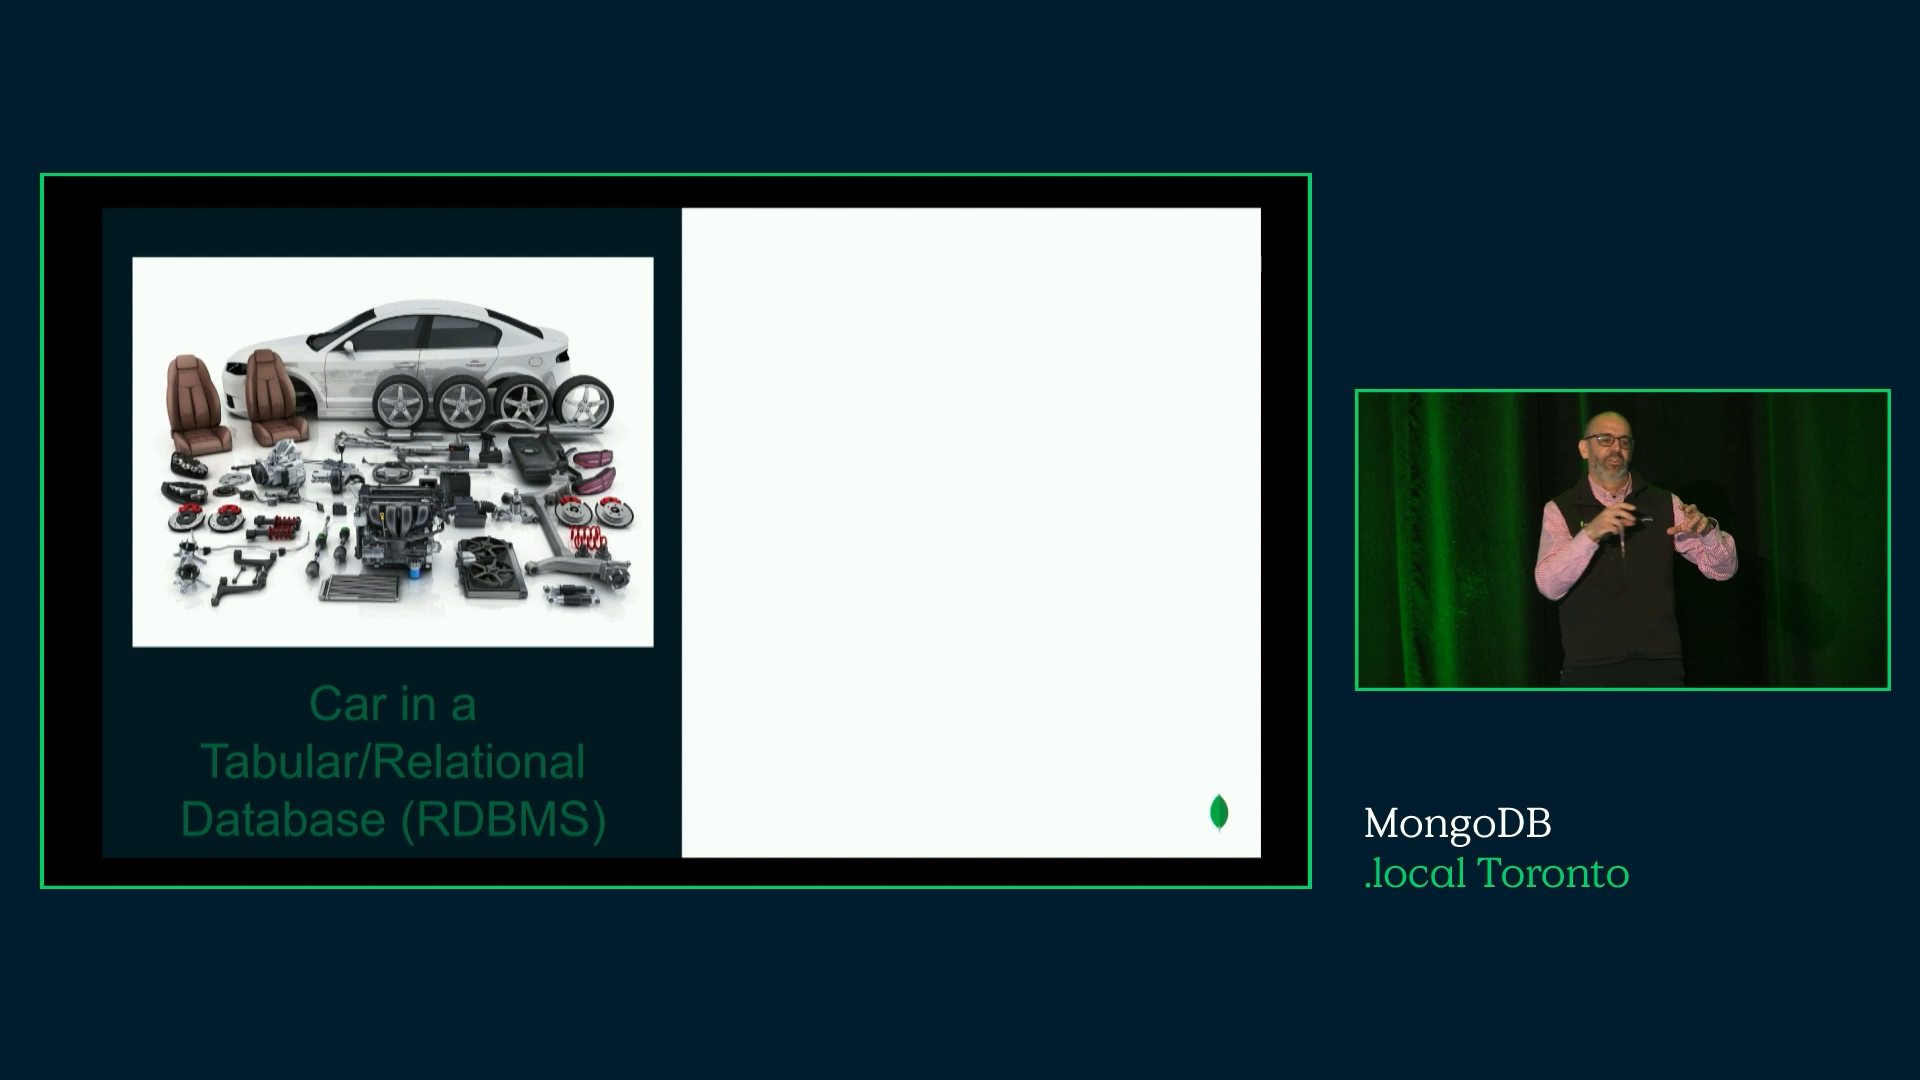 Car in a
Tabular/Relational
Database (RDBMS)
MongoDB
.local Toronto